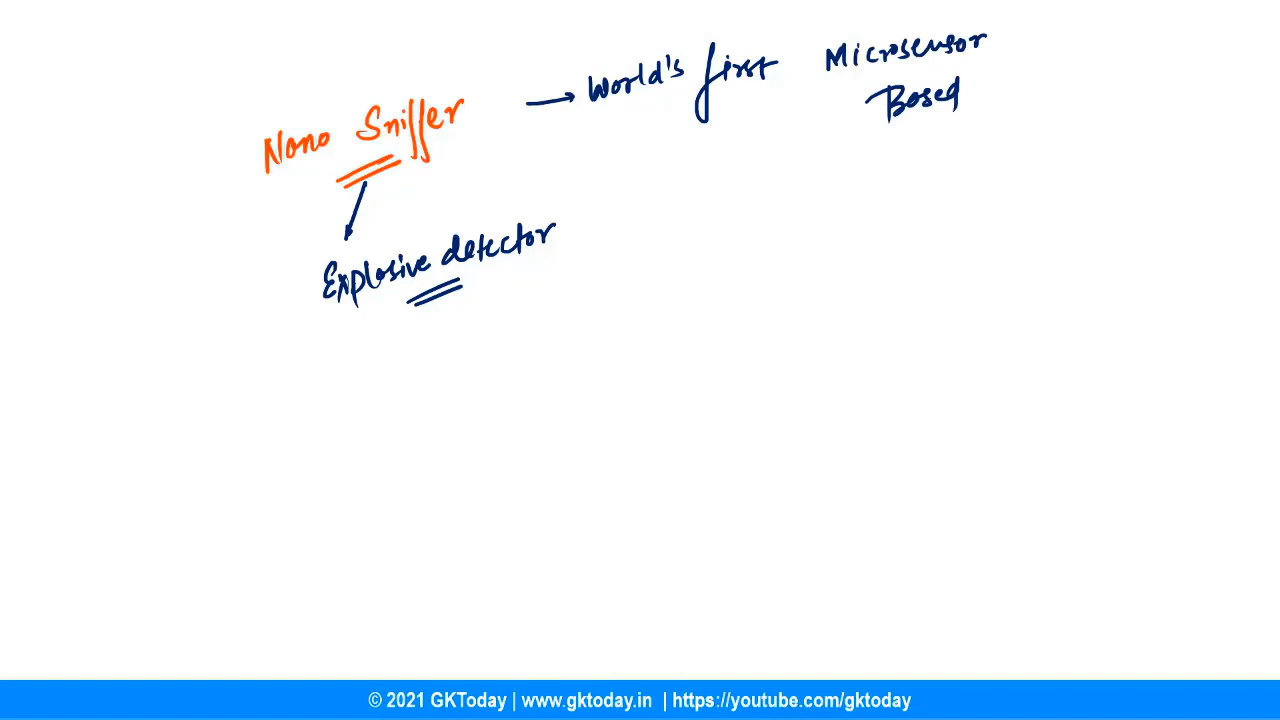 Nano Sniffer → World's first Microsensor
Based
Explosive detector
© 2021 GKToday | www.gktoday.in | https://youtube.com/gktoday